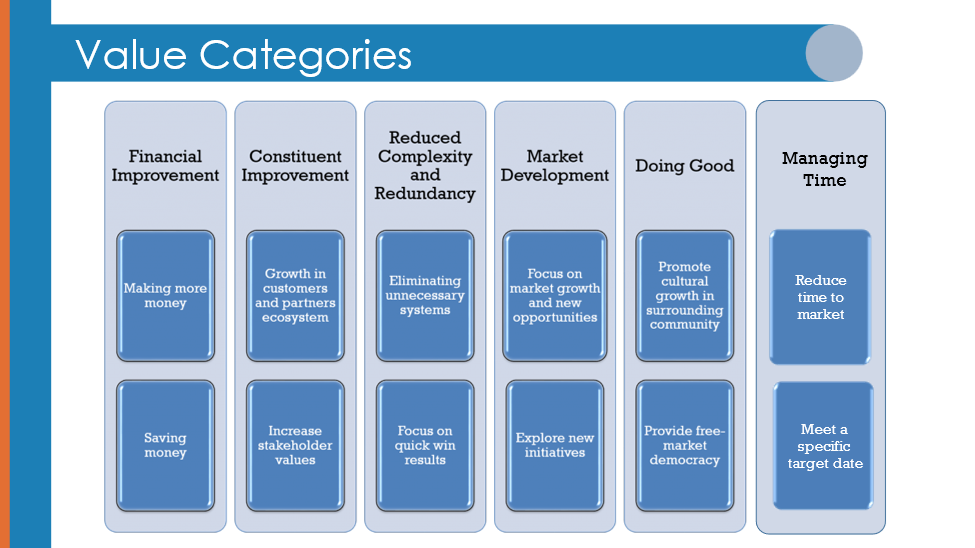 Value Categories
Financial
Improvement
Making more
money
Saving
money
Constituent
Improvement
Growth in
customers
and partners
ecosystem
Increase
stakeholder
values
Reduced
Complexity
and
Redundancy
Eliminating
unnecessary
systems
Focus on
quick win
results
Market
Development
Focus on
market growth
and new
opportunities
Explore new
initiatives
Doing Good
Promote
cultural
growth in
surrounding
community
Provide free-
market
democracy
Managing
Time
Reduce
time to
market
Meet a
specific
target date